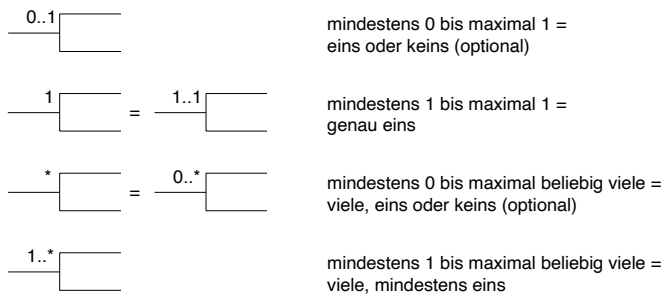 0..1
mindestens 0 bis maximal 1 =
eins oder keins (optional)
1 = 1..1
mindestens 1 bis maximal 1 =
genau eins
* = 0..*
mindestens 0 bis maximal beliebig viele =
viele, eins oder keins (optional)
1..*
mindestens 1 bis maximal beliebig viele =
viele, mindestens eins